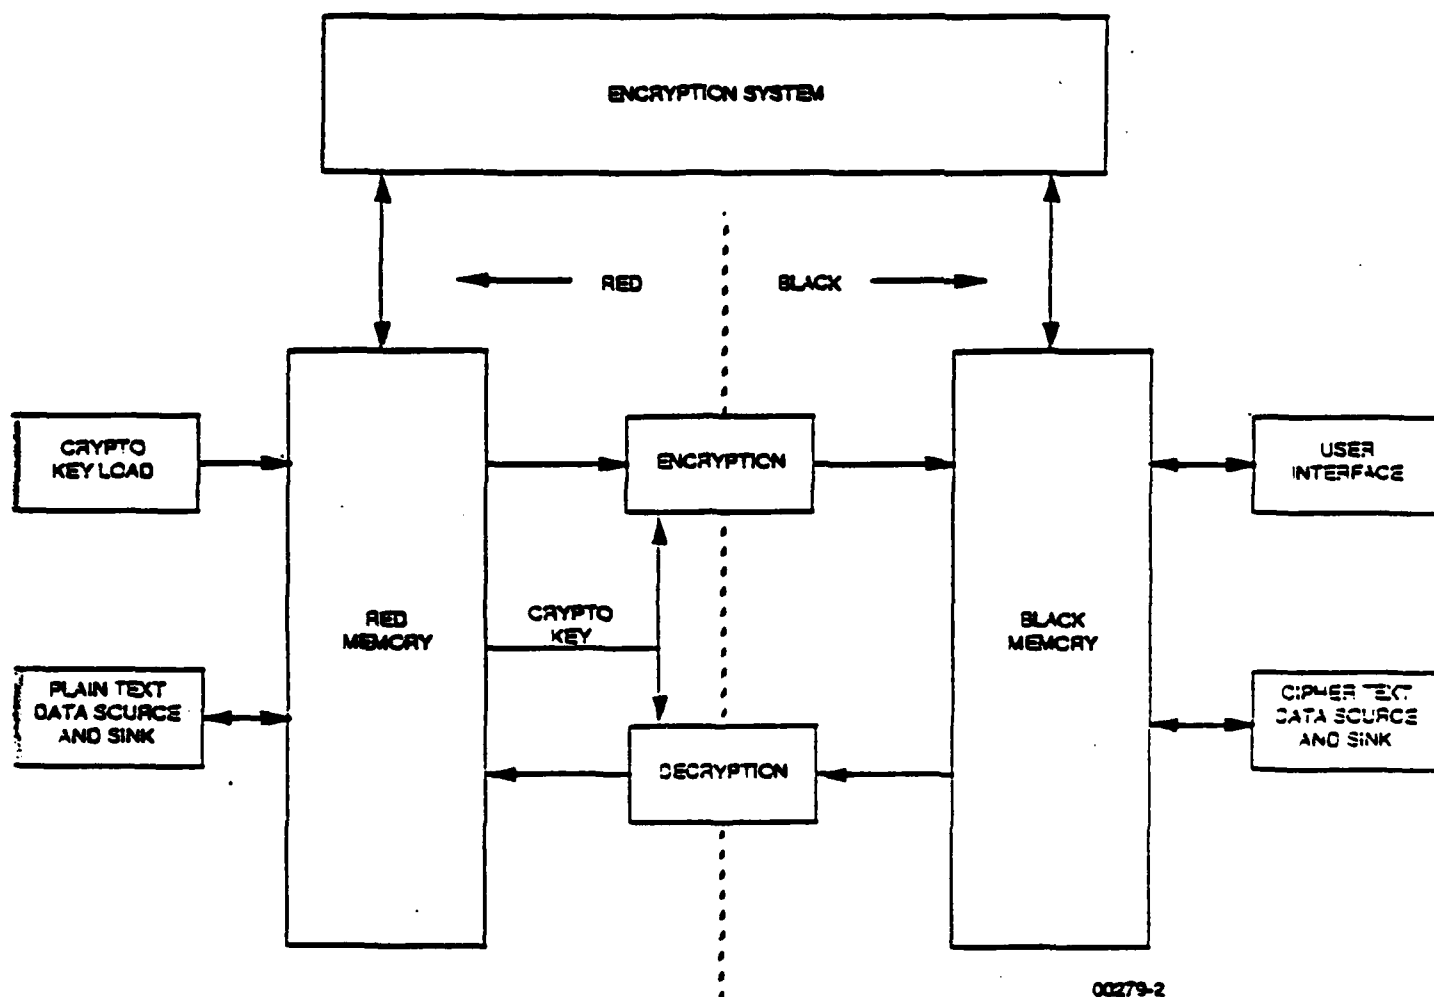 ENCRYPTION SYSTEM
RED
BLACK
CRYPTO
KEY LOAD
ENCRYPTION
USER
INTERFACE
RED
MEMORY
CRYPTO
KEY
BLACK
MEMORY
PLAIN TEXT
DATA SOURCE
AND SINK
DECRYPTION
CIPHER TEXT
DATA SOURCE
AND SINK
00279-2